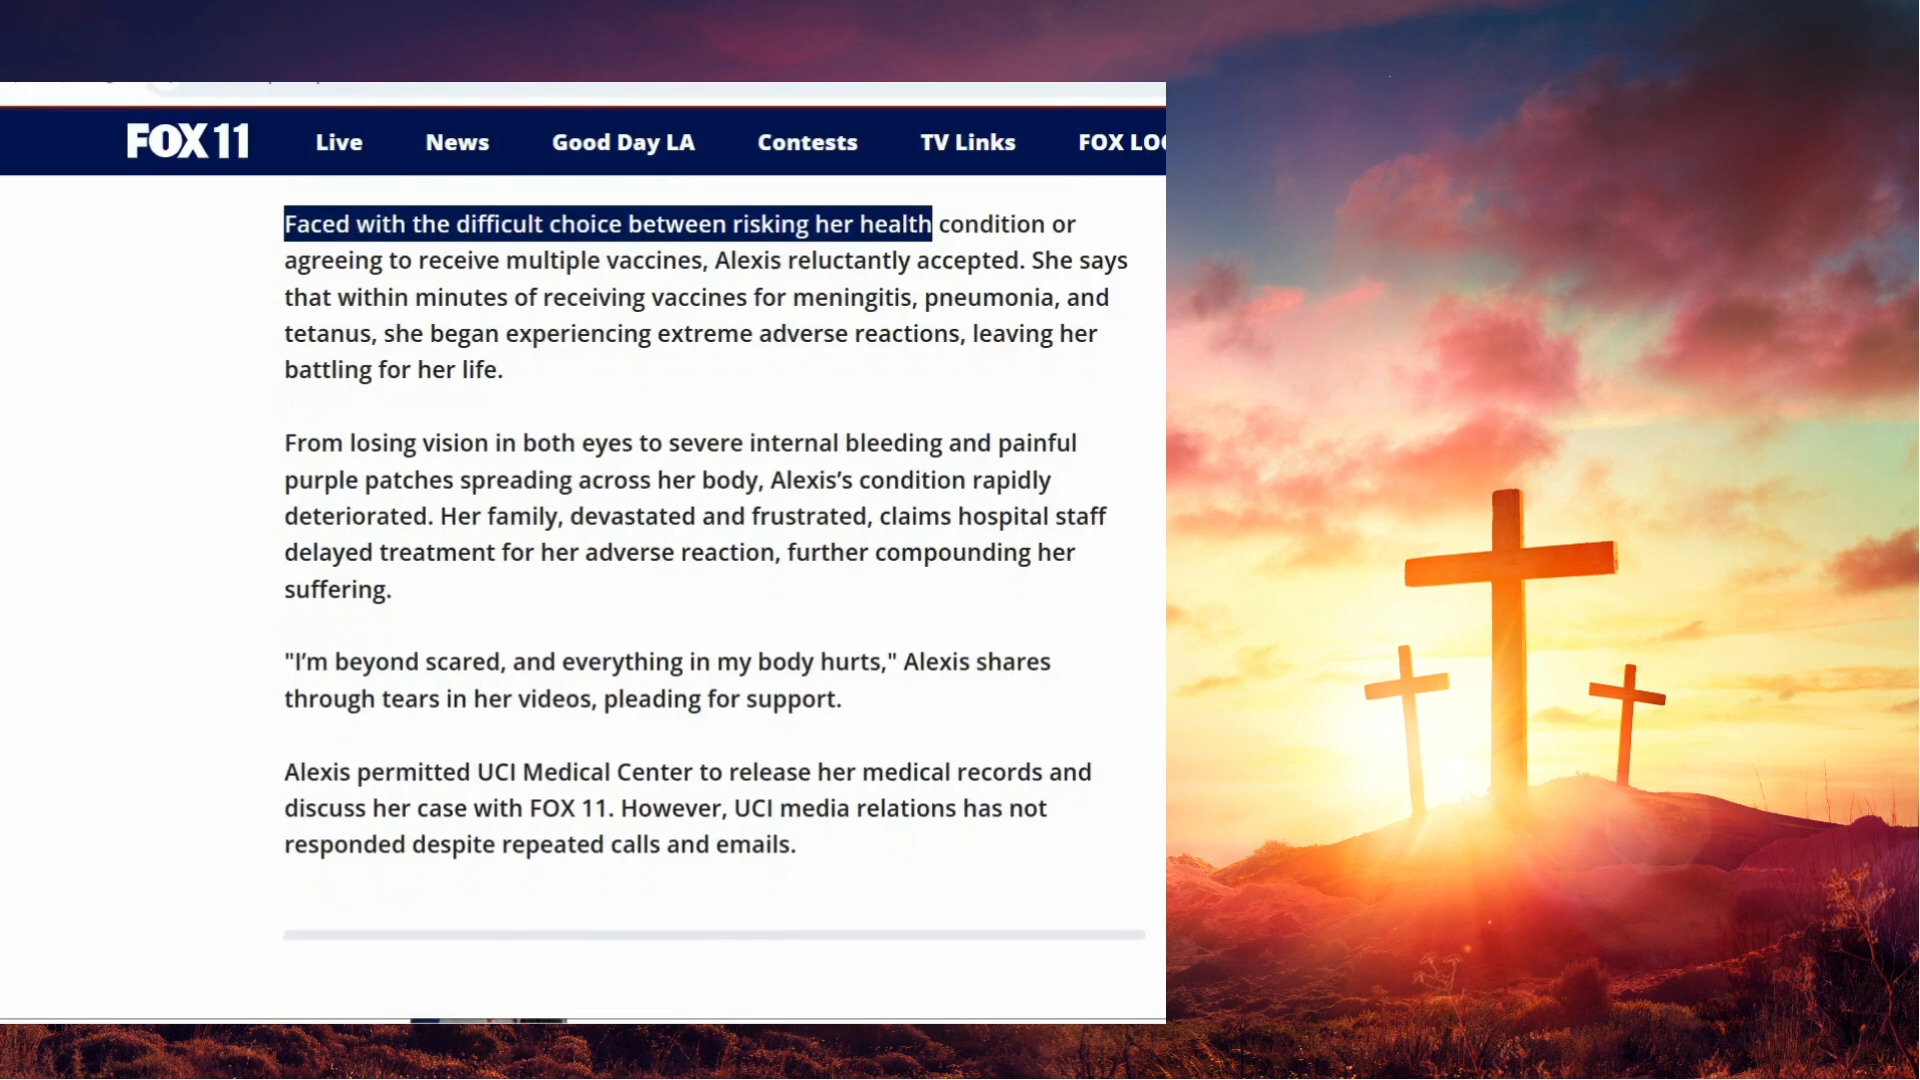 FOX 11 Live News Good Day LA Contests TV Links FOX LO
Faced with the difficult choice between risking her health condition or
agreeing to receive multiple vaccines, Alexis reluctantly accepted. She says
that within minutes of receiving vaccines for meningitis, pneumonia, and
tetanus, she began experiencing extreme adverse reactions, leaving her
battling for her life.
From losing vision in both eyes to severe internal bleeding and painful
purple patches spreading across her body, Alexis’s condition rapidly
deteriorated. Her family, devastated and frustrated, claims hospital staff
delayed treatment for her adverse reaction, further compounding her
suffering.
"I’m beyond scared, and everything in my body hurts," Alexis shares
through tears in her videos, pleading for support.
Alexis permitted UCI Medical Center to release her medical records and
discuss her case with FOX 11. However, UCI media relations has not
responded despite repeated calls and emails.